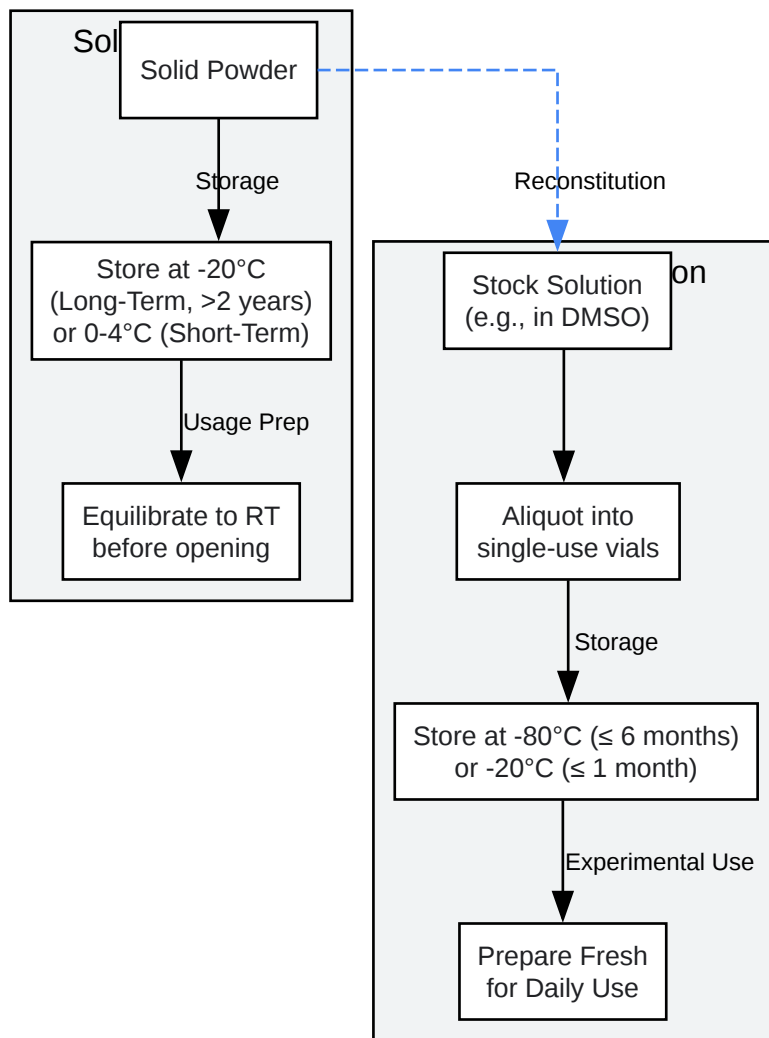 Sol
Solid Powder
Storage
Reconstitution
Store at -20°C
(Long-Term, >2 years)
or 0-4°C (Short-Term)
on
Stock Solution
(e.g., in DMSO)
Usage Prep
Equilibrate to RT
before opening
Aliquot into
single-use vials
Storage
Store at -80°C (≤ 6 months)
or -20°C (≤ 1 month)
Experimental Use
Prepare Fresh
for Daily Use